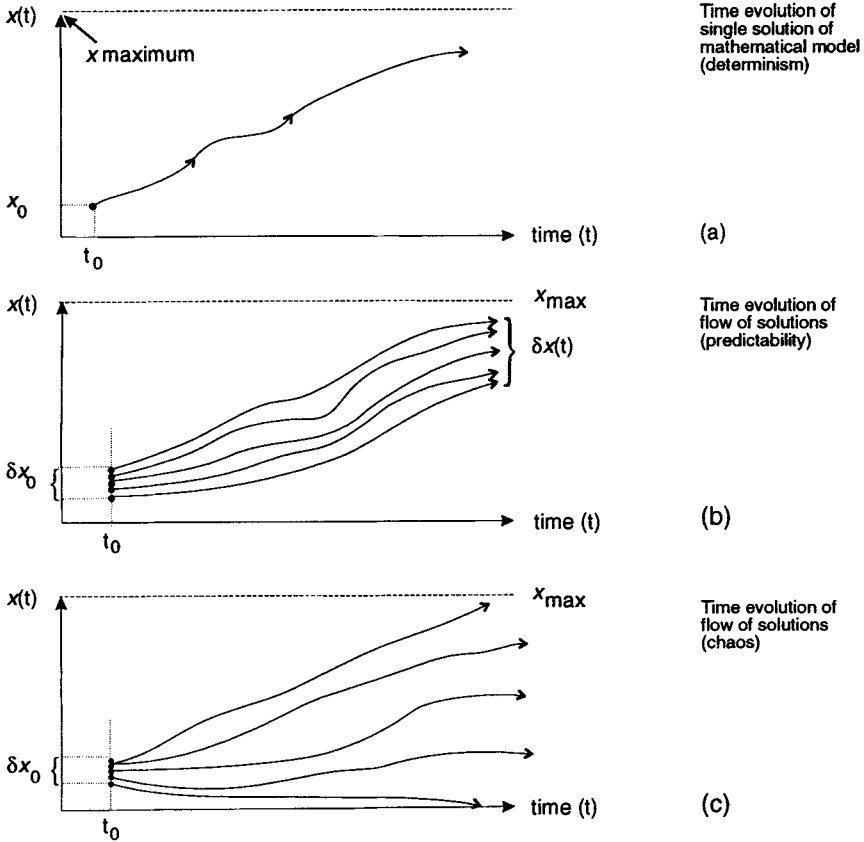 x(t)
x maximum
x₀
t₀
time (t)
Time evolution of
single solution of
mathematical model
(determinism)
(a)
x(t)
xmax
δx(t)
δx₀ {
t₀
time (t)
Time evolution of
flow of solutions
(predictability)
(b)
x(t)
xmax
δx₀ {
t₀
time (t)
Time evolution of
flow of solutions
(chaos)
(c)